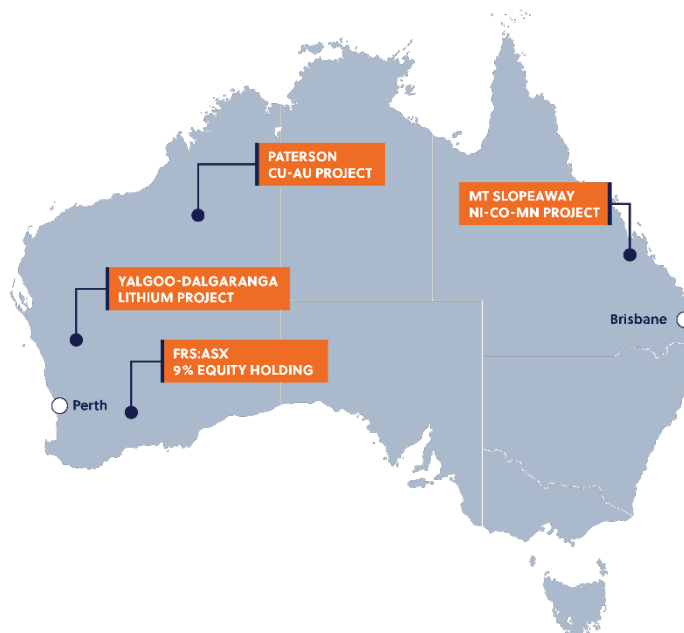 PATERSON
CU-AU PROJECT
MT SLOPEAWAY
NI-CO-MN PROJECT
YALGOO-DALGARANGA
LITHIUM PROJECT
Brisbane
FRS:ASX
9% EQUITY HOLDING
Perth